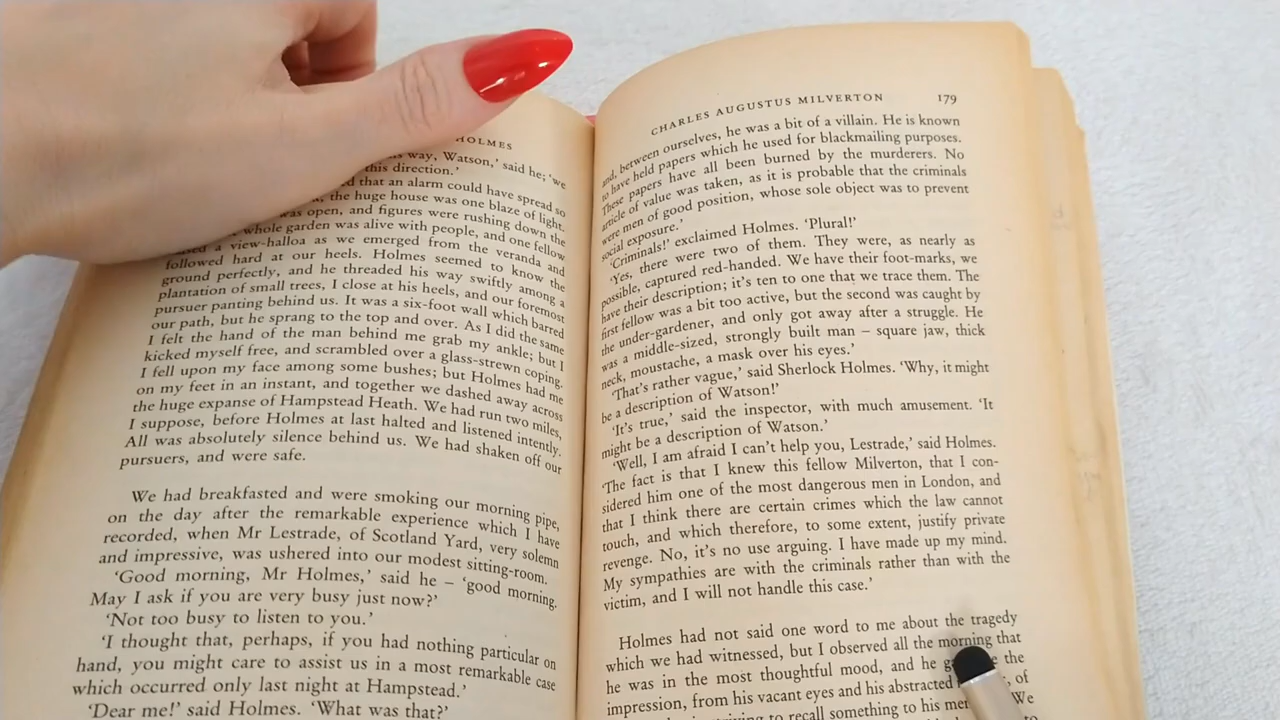 HOLMES
way, Watson,' said he; 'we
this direction.'
that an alarm could have spread so
the huge house was one blaze of light.
was open, and figures were rushing down the
whole garden was alive with people, and one fellow
a view-halloa as we emerged from the veranda and
followed hard at our heels. Holmes seemed to know the
ground perfectly, and he threaded his way swiftly among a
plantation of small trees, I close at his heels, and our foremost
pursuer panting behind us. It was a six-foot wall which barred
our path, but he sprang to the top and over. As I did the same
I felt the hand of the man behind me grab my ankle; but I
kicked myself free, and scrambled over a glass-strewn coping.
I fell upon my face among some bushes; but Holmes had me
on my feet in an instant, and together we dashed away across
the huge expanse of Hampstead Heath. We had run two miles,
I suppose, before Holmes at last halted and listened intently.
All was absolutely silence behind us. We had shaken off our
pursuers, and were safe.
We had breakfasted and were smoking our morning pipe,
on the day after the remarkable experience which I have
recorded, when Mr Lestrade, of Scotland Yard, very solemn
and impressive, was ushered into our modest sitting-room.
'Good morning, Mr Holmes,' said he – 'good morning.
May I ask if you are very busy just now?'
'Not too busy to listen to you.'
'I thought that, perhaps, if you had nothing particular on
hand, you might care to assist us in a most remarkable case
which occurred only last night at Hampstead.'
'Dear me!' said Holmes. 'What was that?'
CHARLES AUGUSTUS MILVERTON 179
and, between ourselves, he was a bit of a villain. He is known
to have held papers which he used for blackmailing purposes.
These papers have all been burned by the murderers. No
article of value was taken, as it is probable that the criminals
were men of good position, whose sole object was to prevent
social exposure.'
'Criminals!' exclaimed Holmes. 'Plural!'
'Yes, there were two of them. They were, as nearly as
possible, captured red-handed. We have their foot-marks, we
have their description; it's ten to one that we trace them. The
first fellow was a bit too active, but the second was caught by
the under-gardener, and only got away after a struggle. He
was a middle-sized, strongly built man – square jaw, thick
neck, moustache, a mask over his eyes.'
'That's rather vague,' said Sherlock Holmes. 'Why, it might
be a description of Watson!'
'It's true,' said the inspector, with much amusement. 'It
might be a description of Watson.'
'Well, I am afraid I can't help you, Lestrade,' said Holmes.
'The fact is that I knew this fellow Milverton, that I con-
sidered him one of the most dangerous men in London, and
that I think there are certain crimes which the law cannot
touch, and which therefore, to some extent, justify private
revenge. No, it's no use arguing. I have made up my mind.
My sympathies are with the criminals rather than with the
victim, and I will not handle this case.'
Holmes had not said one word to me about the tragedy
which we had witnessed, but I observed all the morning that
he was in the most thoughtful mood, and he the
impression, from his vacant eyes and his abstracted of
to recall something to his We
to